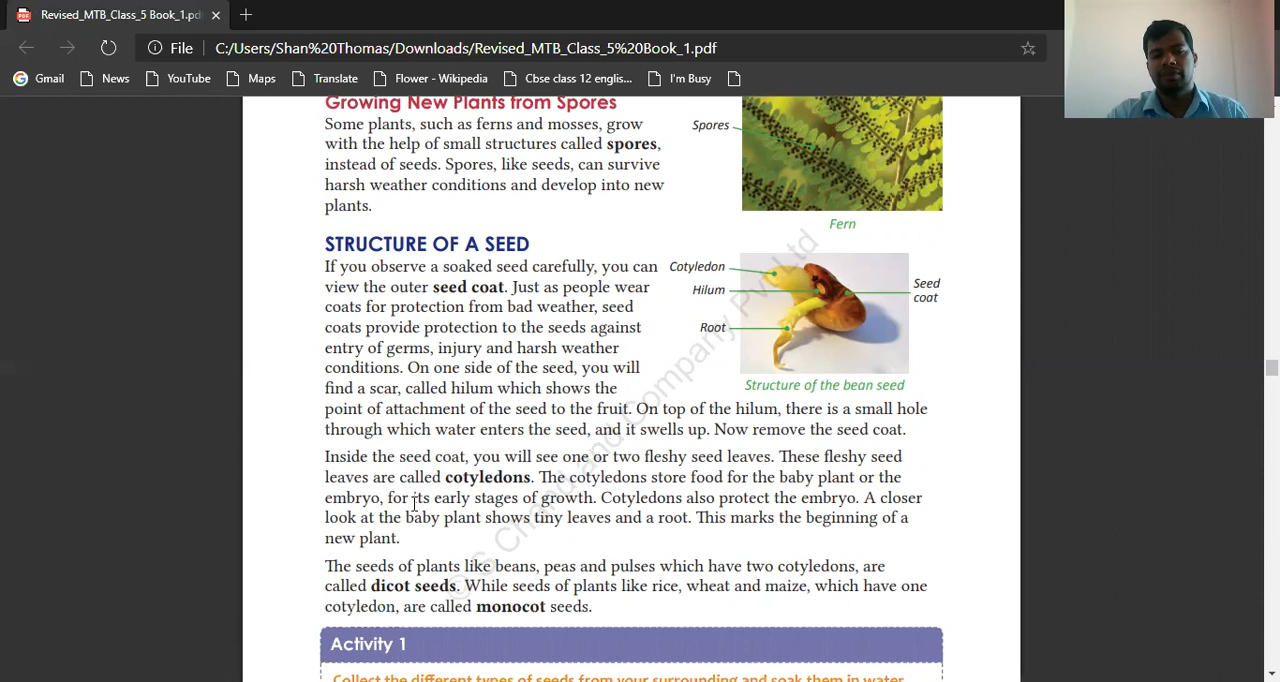 Revised_MTB_Class_5 Book_1.pd
File
C:/Users/Shan%20Thomas/Downloads/Revised_MTB_Class_5%20Book_1.pdf
Gmail
News
YouTube
Maps
Translate
Flower - Wikipedia
Cbse class 12 englis...
I'm Busy
Growing New Plants from Spores
Some plants, such as ferns and mosses, grow
with the help of small structures called spores,
instead of seeds. Spores, like seeds, can survive
harsh weather conditions and develop into new
plants.
Spores
Fern
STRUCTURE OF A SEED
If you observe a soaked seed carefully, you can
view the outer seed coat. Just as people wear
coats for protection from bad weather, seed
coats provide protection to the seeds against
entry of germs, injury and harsh weather
conditions. On one side of the seed, you will
find a scar, called hilum which shows the
point of attachment of the seed to the fruit. On top of the hilum, there is a small hole
through which water enters the seed, and it swells up. Now remove the seed coat.
Cotyledon
Hilum
Root
Seed
coat
Structure of the bean seed
Inside the seed coat, you will see one or two fleshy seed leaves. These fleshy seed
leaves are called cotyledons. The cotyledons store food for the baby plant or the
embryo, for its early stages of growth. Cotyledons also protect the embryo. A closer
look at the baby plant shows tiny leaves and a root. This marks the beginning of a
new plant.
The seeds of plants like beans, peas and pulses which have two cotyledons, are
called dicot seeds. While seeds of plants like rice, wheat and maize, which have one
cotyledon, are called monocot seeds.
Activity 1
Collect the different types of seeds from your surrounding and soak them in water
© S Chand and Company Pvt Ltd